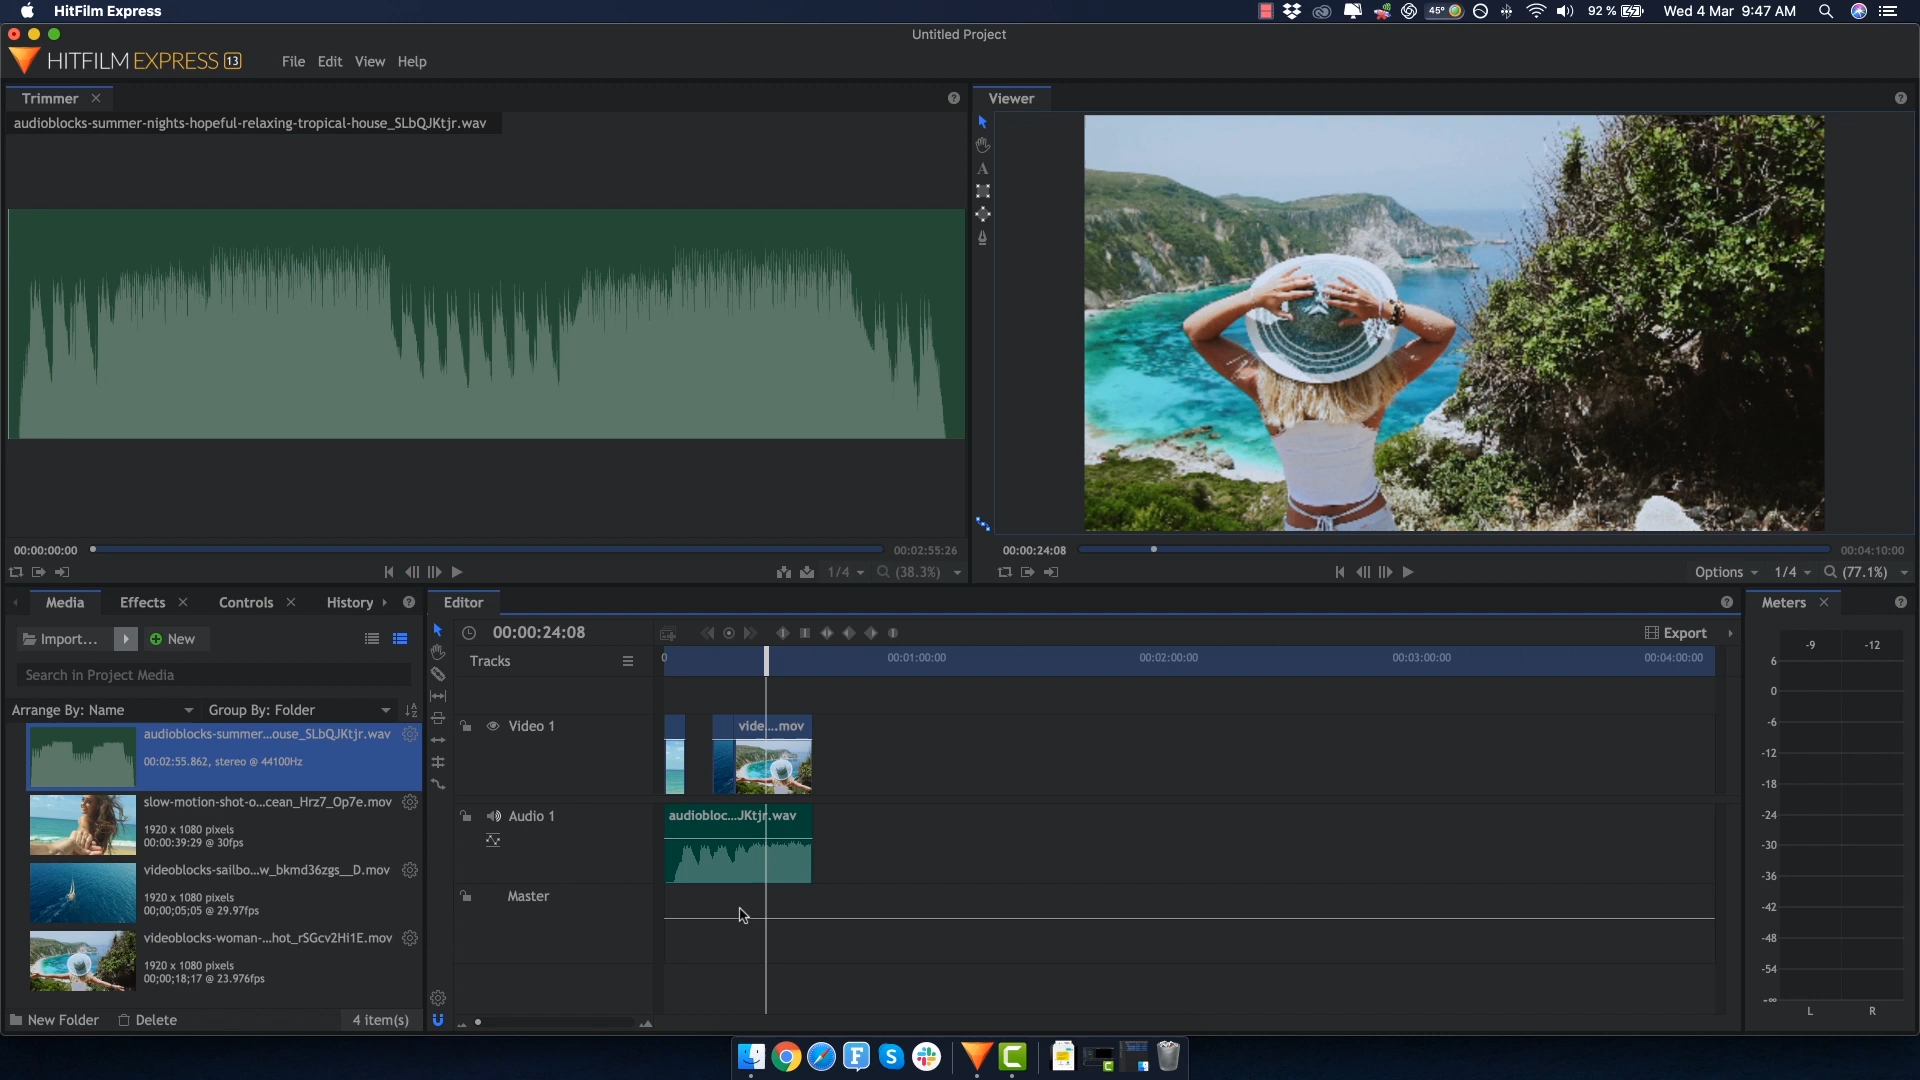 HitFilm Express
45°
92 %
Wed 4 Mar 9:47 AM
Untitled Project
HITFILM EXPRESS 13
File Edit View Help
Trimmer
audioblocks-summer-nights-hopeful-relaxing-tropical-house_SLbQJKtjr.wav
00:00:00:00
00:02:55:26
1/4
(38.3%)
Viewer
A
00:00:24:08
00:04:10:00
Options
1/4
(77.1%)
Media
Effects
Controls
History
Import...
New
Search in Project Media
Arrange By: Name
Group By: Folder
audioblocks-summer...ouse_SLbQJKtjr.wav
00:02:55.862, stereo @ 44100Hz
slow-motion-shot-o...cean_Hrz7_Op7e.mov
1920 x 1080 pixels
00:00:39:29 @ 30fps
videoblocks-sailbo...w_bkmd36zgs__D.mov
1920 x 1080 pixels
00;00;05;05 @ 29.97fps
videoblocks-woman-...hot_rSGcv2Hi1E.mov
1920 x 1080 pixels
00;00;18;17 @ 23.976fps
New Folder
Delete
4 item(s)
Editor
00:00:24:08
Export
Tracks
0
00:01:00:00
00:02:00:00
00:03:00:00
00:04:00:00
Video 1
vide....mov
Audio 1
audiobloc...JKtjr.wav
Master
Meters
-9
-12
6
0
-6
-12
-18
-24
-30
-36
-42
-48
-54
-∞
L
R